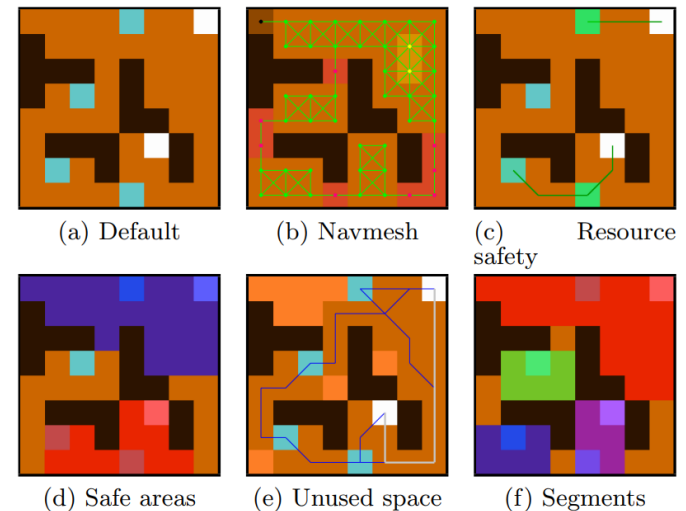 (a) Default
(b) Navmesh
(c) Resource
safety
(d) Safe areas
(e) Unused space
(f) Segments